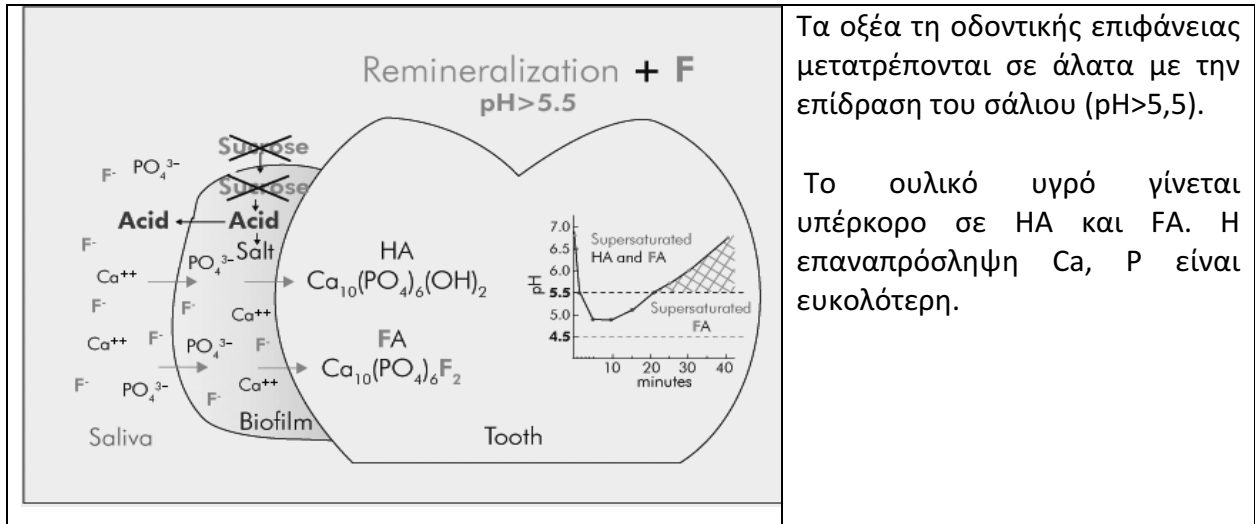 Remineralization + F
pH>5.5
Sucrose
F- PO₄³⁻
Sucrose
Acid Acid
Salt
F-
PO₄³⁻
Ca++
F- F-
Ca++
Ca++ F- PO₄³⁻ F-
F- PO₄³⁻ F- Ca++
Biofilm
Saliva
HA
Ca₁₀(PO₄)₆(OH)₂
FA
Ca₁₀(PO₄)₆F₂
Tooth
7.0
6.5
6.0
5.5
5.0
4.5
4.0
pH
Supersaturated
HA and FA
Supersaturated
FA
10 20 30 40
minutes
Τα οξέα τη οδοντικής επιφάνειας
μετατρέπονται σε άλατα με την
επίδραση του σάλιου (pH>5,5).
Το ουλικό υγρό γίνεται
υπέρκορο σε HA και FA. Η
επαναπρόσληψη Ca, P είναι
ευκολότερη.